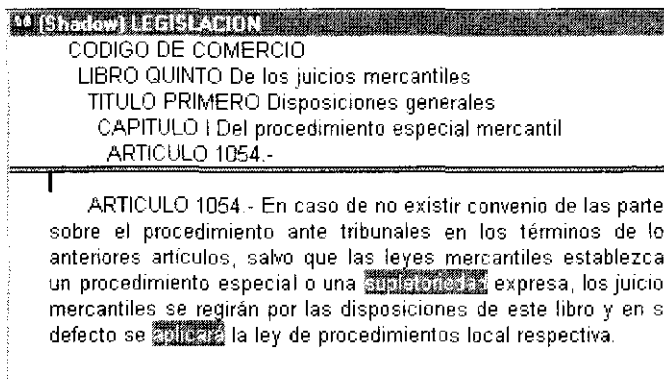 (Shadow) LEGISLACION
CODIGO DE COMERCIO
LIBRO QUINTO De los juicios mercantiles
TITULO PRIMERO Disposiciones generales
CAPITULO I Del procedimiento especial mercantil
ARTICULO 1054.-
ARTICULO 1054.- En caso de no existir convenio de las parte
sobre el procedimiento ante tribunales en los términos de lo
anteriores artículos, salvo que las leyes mercantiles establezca
un procedimiento especial o una supletoriedad expresa, los juicio
mercantiles se regirán por las disposiciones de este libro y en s
defecto se aplicará la ley de procedimientos local respectiva.